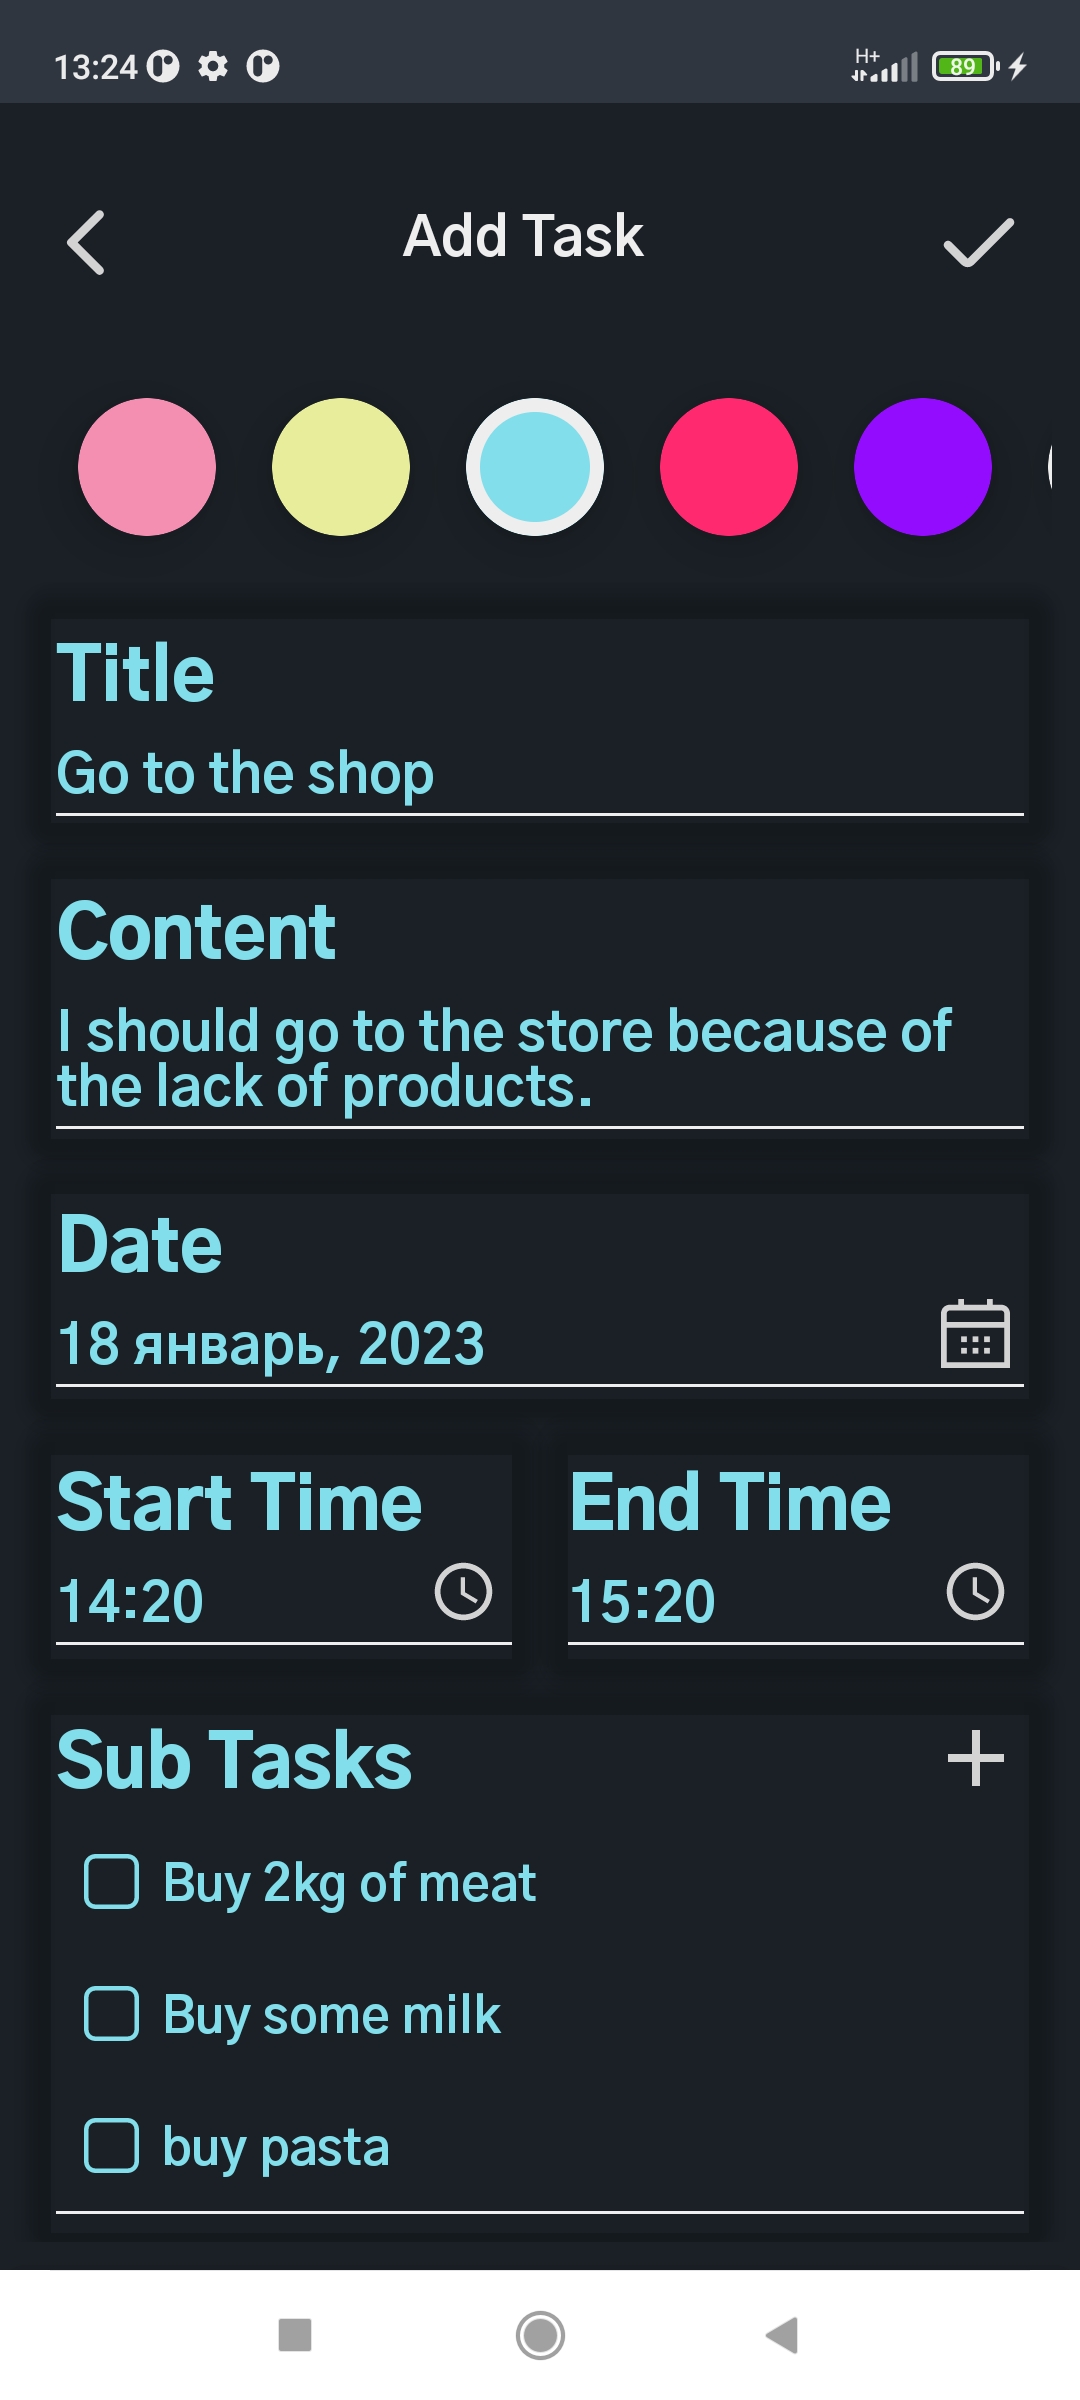 13:24 H+ 89
Add Task
Title
Go to the shop
Content
I should go to the store because of
the lack of products.
Date
18 январь, 2023
Start Time End Time
14:20 15:20
Sub Tasks
Buy 2kg of meat
Buy some milk
buy pasta